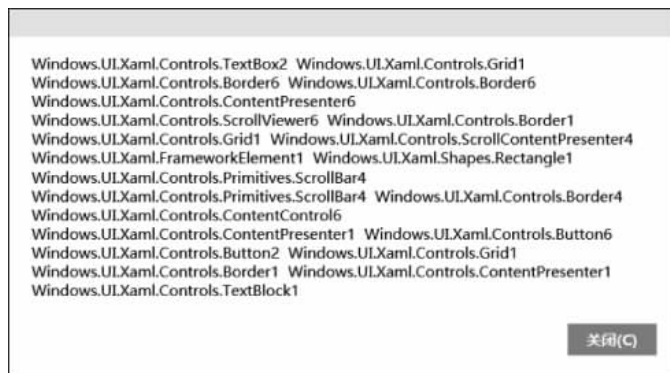 Windows.UI.Xaml.Controls.TextBox2 Windows.UI.Xaml.Controls.Grid1
Windows.UI.Xaml.Controls.Border6 Windows.UI.Xaml.Controls.Border6
Windows.UI.Xaml.Controls.ContentPresenter6
Windows.UI.Xaml.Controls.ScrollViewer6 Windows.UI.Xaml.Controls.Border1
Windows.UI.Xaml.Controls.Grid1 Windows.UI.Xaml.Controls.ScrollContentPresenter4
Windows.UI.Xaml.FrameworkElement1 Windows.UI.Xaml.Shapes.Rectangle1
Windows.UI.Xaml.Controls.Primitives.ScrollBar4
Windows.UI.Xaml.Controls.Primitives.ScrollBar4 Windows.UI.Xaml.Controls.Border4
Windows.UI.Xaml.Controls.ContentControl6
Windows.UI.Xaml.Controls.ContentPresenter1 Windows.UI.Xaml.Controls.Button6
Windows.UI.Xaml.Controls.Button2 Windows.UI.Xaml.Controls.Grid1
Windows.UI.Xaml.Controls.Border1 Windows.UI.Xaml.Controls.ContentPresenter1
Windows.UI.Xaml.Controls.TextBlock1
关闭(C)